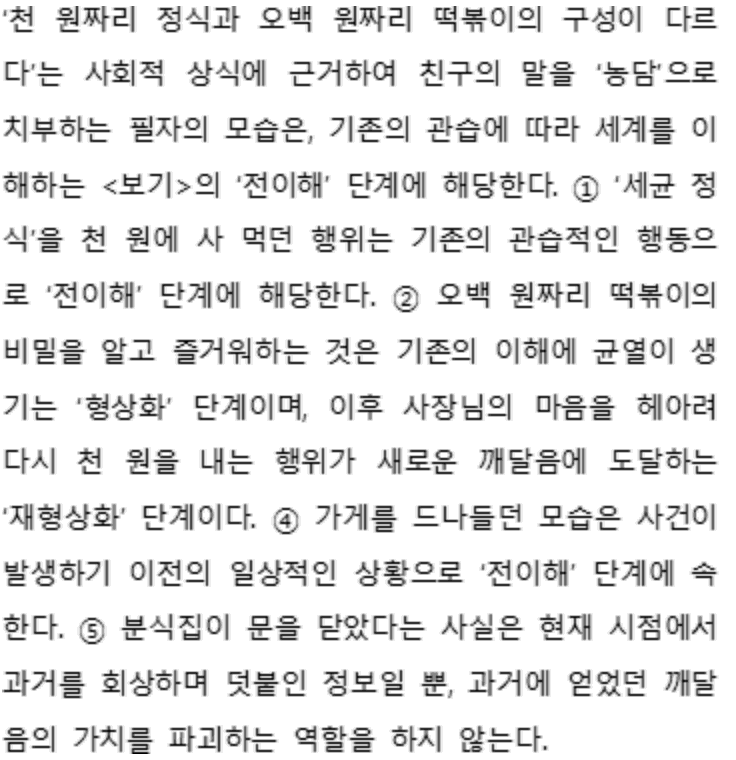 ‘천 원짜리 정식과 오백 원짜리 떡볶이의 구성이 다르
다’는 사회적 상식에 근거하여 친구의 말을 ‘농담’으로
치부하는 필자의 모습은, 기존의 관습에 따라 세계를 이
해하는 <보기>의 ‘전이해’ 단계에 해당한다. ① ‘세균 정
식’을 천 원에 사 먹던 행위는 기존의 관습적인 행동으
로 ‘전이해’ 단계에 해당한다. ② 오백 원짜리 떡볶이의
비밀을 알고 즐거워하는 것은 기존의 이해에 균열이 생
기는 ‘형상화’ 단계이며, 이후 사장님의 마음을 헤아려
다시 천 원을 내는 행위가 새로운 깨달음에 도달하는
‘재형상화’ 단계이다. ④ 가게를 드나들던 모습은 사건이
발생하기 이전의 일상적인 상황으로 ‘전이해’ 단계에 속
한다. ⑤ 분식집이 문을 닫았다는 사실은 현재 시점에서
과거를 회상하며 덧붙인 정보일 뿐, 과거에 얻었던 깨달
음의 가치를 파괴하는 역할을 하지 않는다.